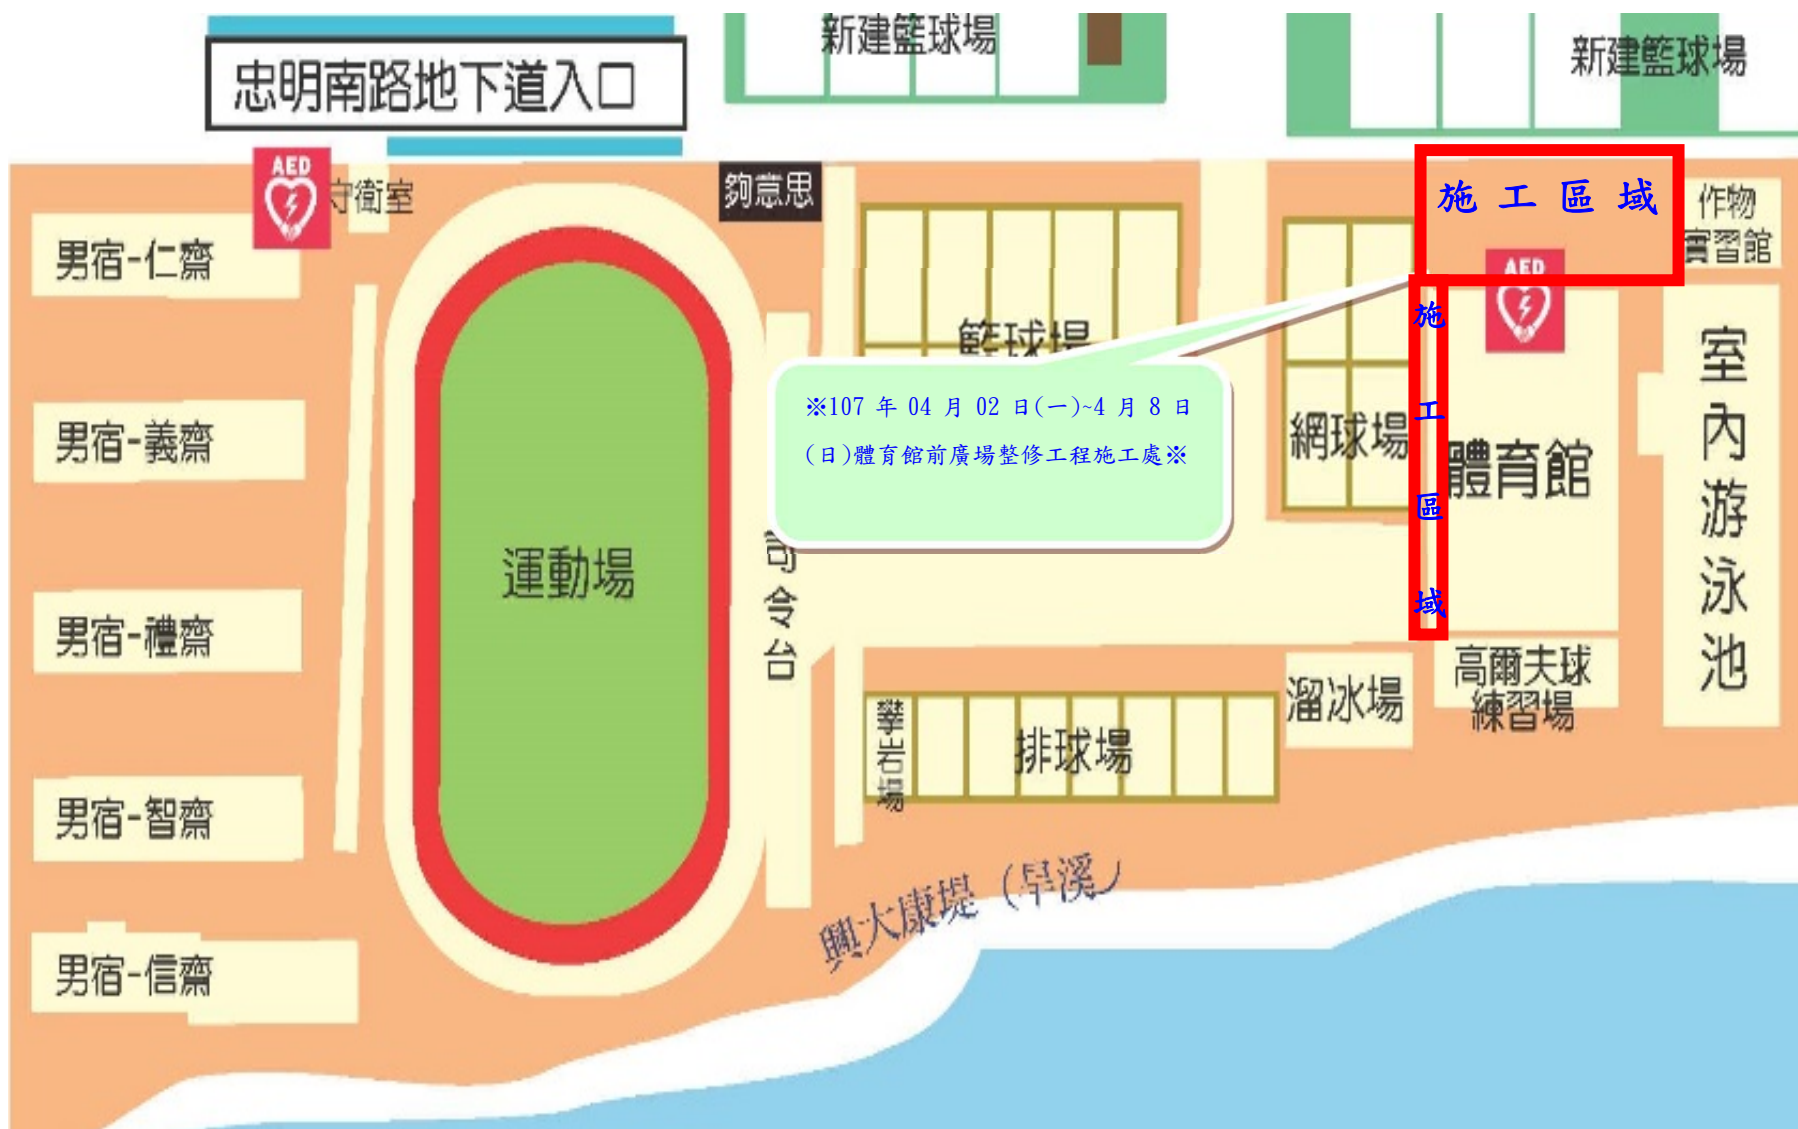 新建籃球場
新建籃球場
忠明南路地下道入口
AED
守衛室
夠意思
施工區域
作物
實習館
男宿-仁齋
AED
施工區域
籃球場
※107 年 04 月 02 日(一)~4 月 8 日
(日)體育館前廣場整修工程施工處※
網球場
體育館
室內游泳池
男宿-義齋
運動場
司令台
男宿-禮齋
溜冰場
高爾夫球
練習場
攀岩場
排球場
男宿-智齋
興大康堤（旱溪）
男宿-信齋